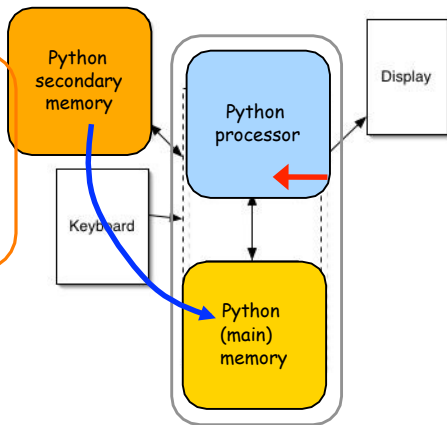 Python
secondary
memory
Python
processor
Display
Keyboard
Python
(main)
memory